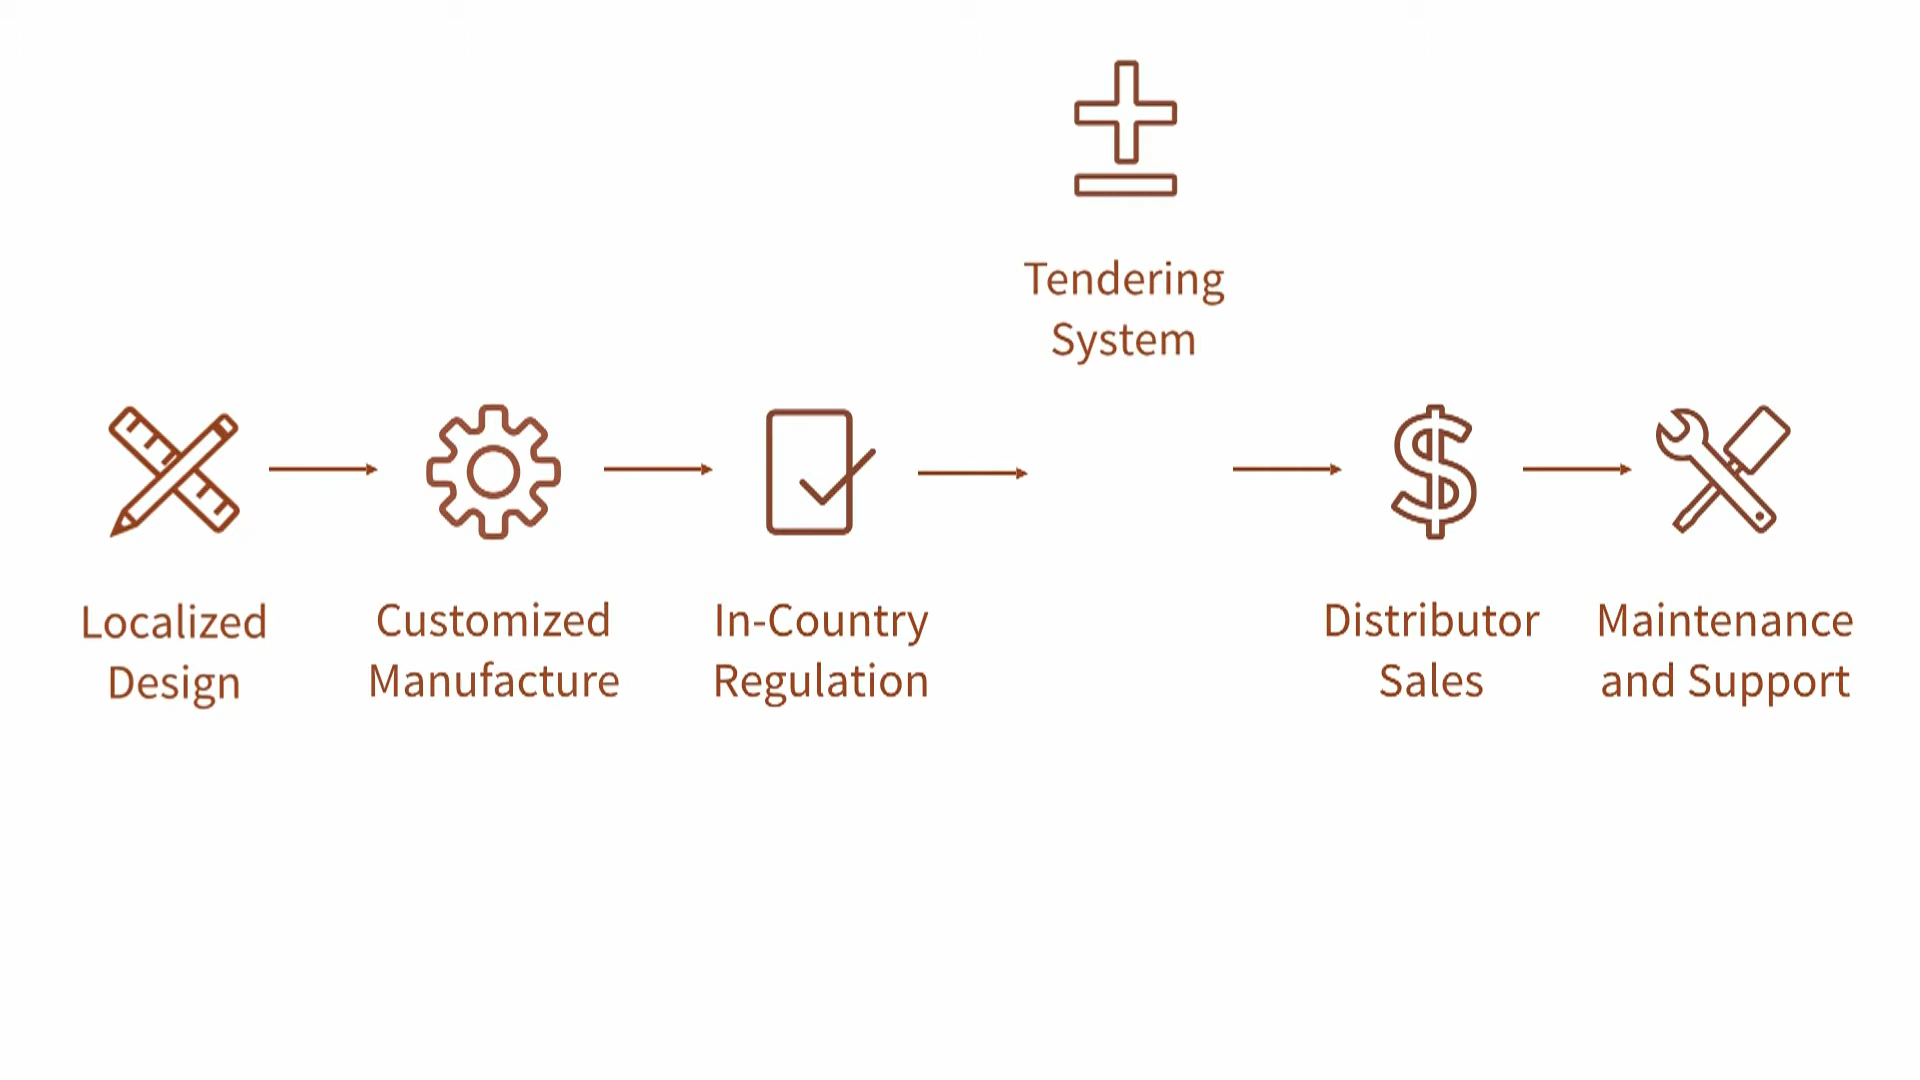 Tendering
System
Localized
Design
Customized
Manufacture
In-Country
Regulation
Distributor
Sales
Maintenance
and Support